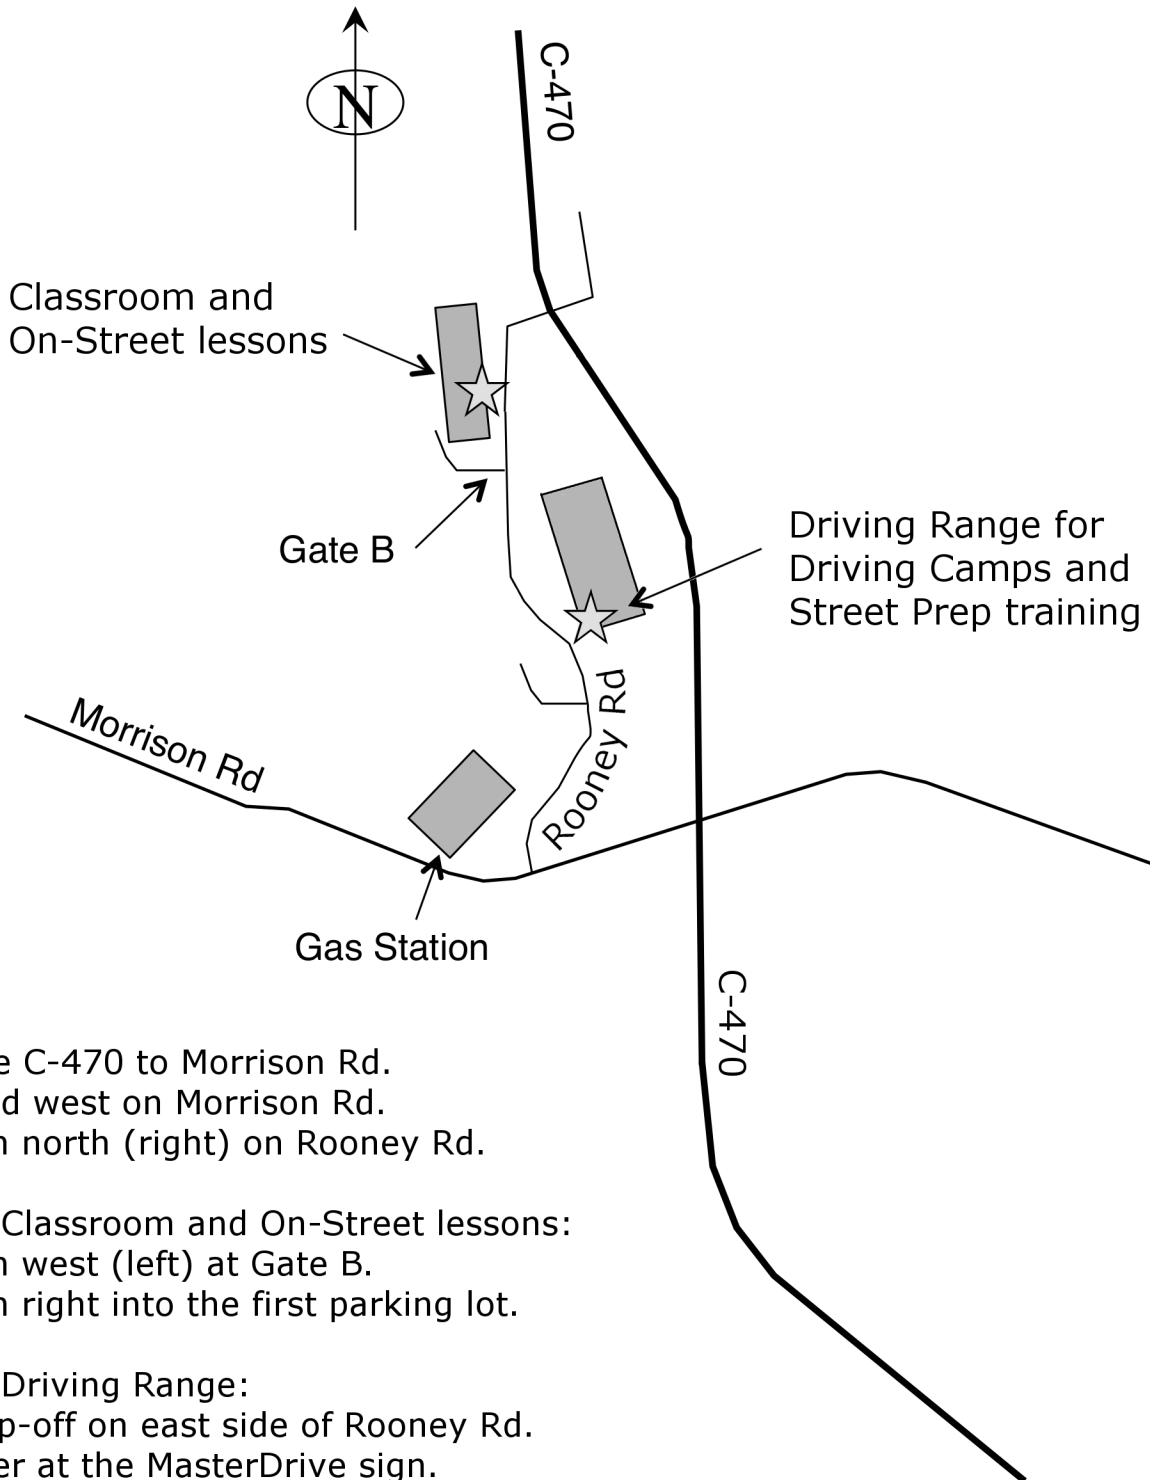 N
C-470
Classroom and
On-Street lessons
Gate B
Driving Range for
Driving Camps and
Street Prep training
Morrison Rd
Rooney Rd
Gas Station
C-470
e C-470 to Morrison Rd.
d west on Morrison Rd.
n north (right) on Rooney Rd.
Classroom and On-Street lessons:
n west (left) at Gate B.
n right into the first parking lot.
Driving Range:
p-off on east side of Rooney Rd.
er at the MasterDrive sign.